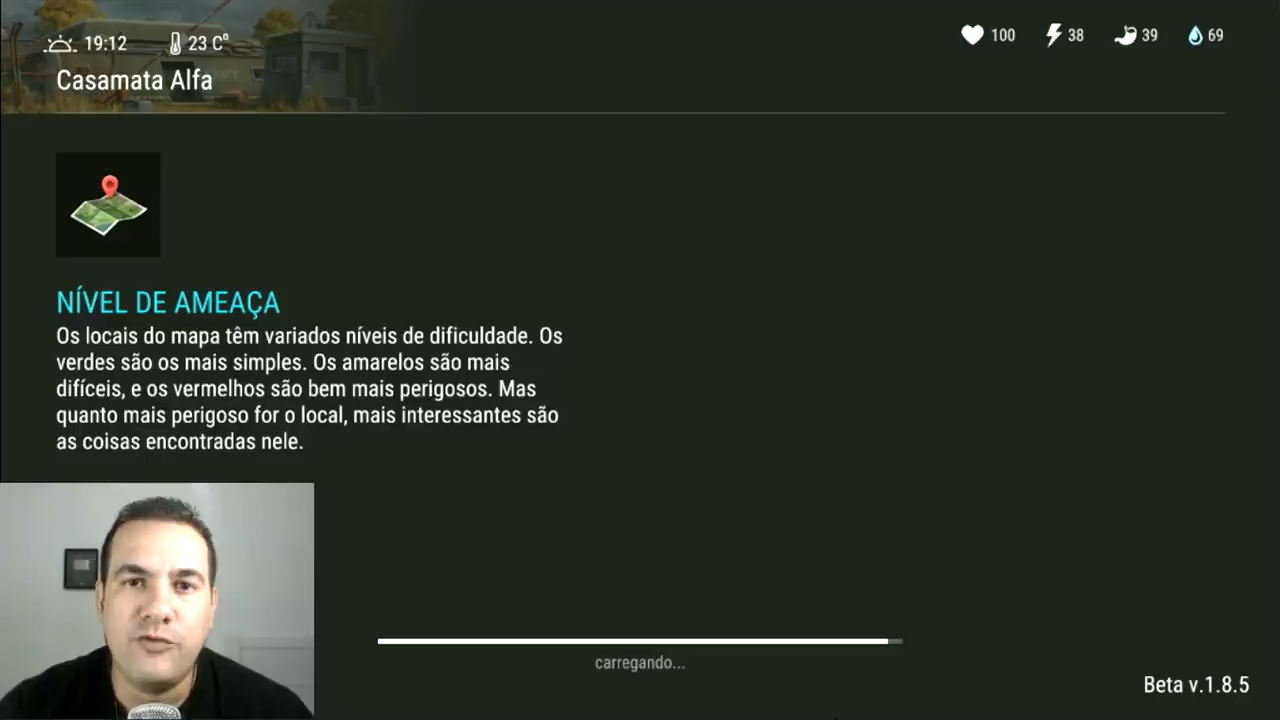 19:12
23 C°
100
38
39
69
Casamata Alfa
NÍVEL DE AMEAÇA
Os locais do mapa têm variados níveis de dificuldade. Os
verdes são os mais simples. Os amarelos são mais
difíceis, e os vermelhos são bem mais perigosos. Mas
quanto mais perigoso for o local, mais interessantes são
as coisas encontradas nele.
carregando...
Beta v.1.8.5